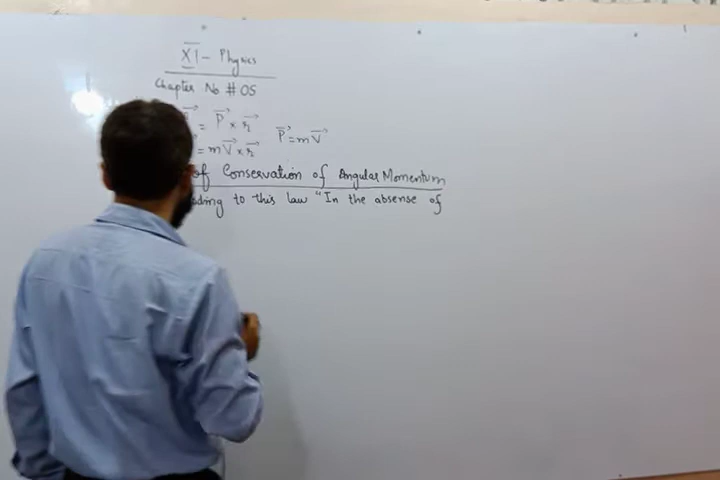 XI - Physics
Chapter No # 05
= P⃗ × r⃗ P⃗ = m V⃗
= m V⃗ × r⃗
of Conservation of Angular Momentum
ding to this law "In the absense of